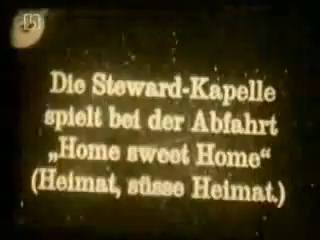 Die Steward-Kapelle
spielt bei der Abfahrt
„Home sweet Home“
(Heimat, süsse Heimat.)